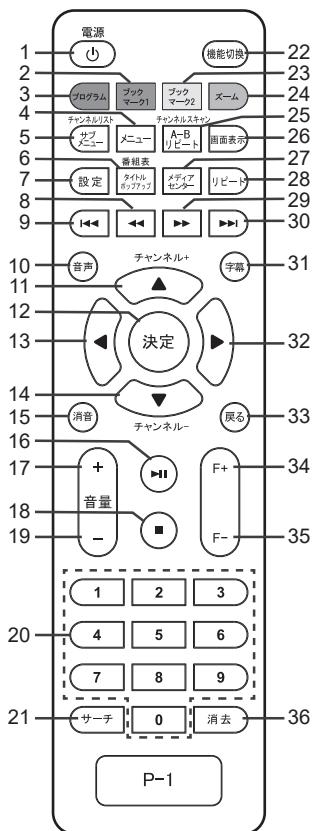 電源
1
22
機能切換
2
23
3
プログラム
ブック
マーク1
ブック
マーク2
ズーム
24
4
25
チャンネルリスト
チャンネルスキャン
5
サブ
メニュー
メニュー
A-B
リピート
画面表示
26
6
番組表
27
7
設定
タイトル
ポップアップ
メディア
センター
リピート
28
8
29
9
30
10
音声
チャンネル+
字幕
31
11
12
13
決定
32
14
15
消音
チャンネル-
戻る
33
16
17
+
F+
34
音量
18
19
-
F-
35
1
2
3
20
4
5
6
7
8
9
21
サーチ
0
消去
36
P-1